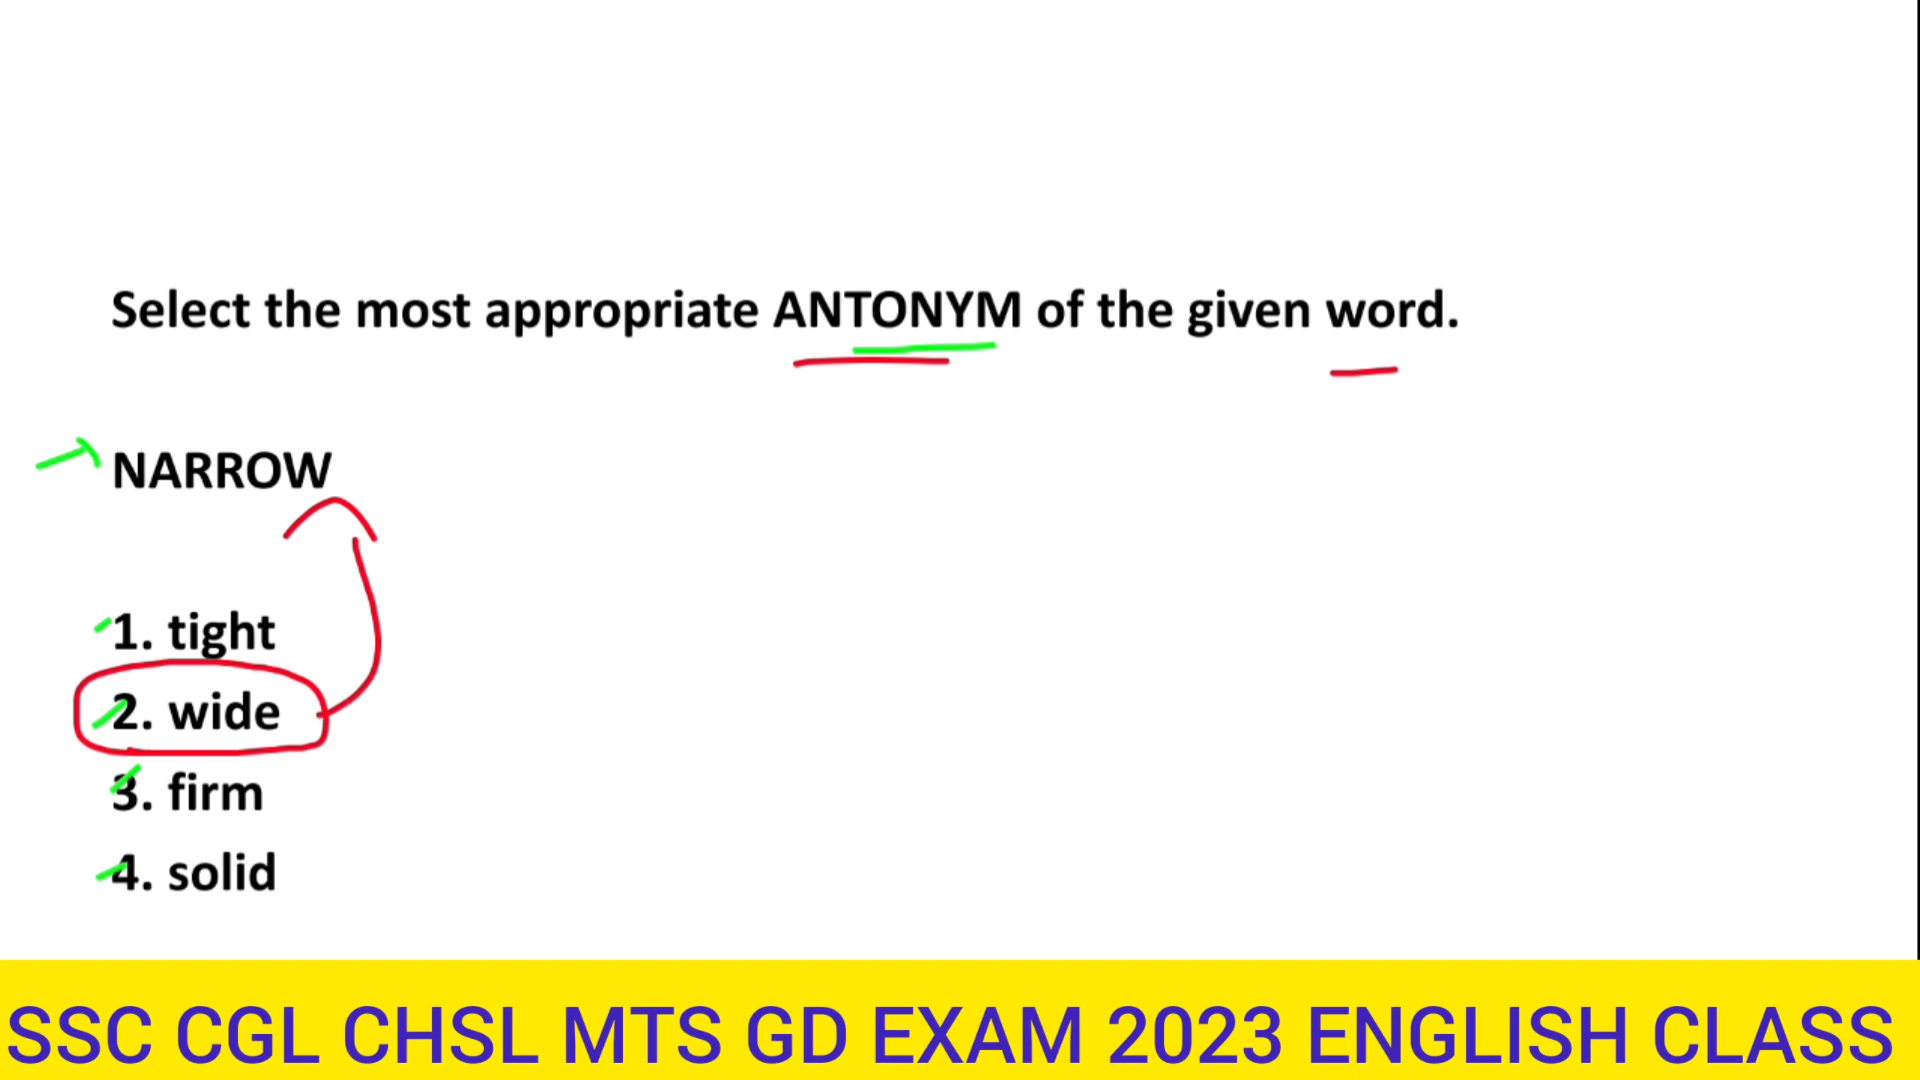 Select the most appropriate ANTONYM of the given word.
NARROW
1. tight
2. wide
3. firm
4. solid
SSC CGL CHSL MTS GD EXAM 2023 ENGLISH CLASS